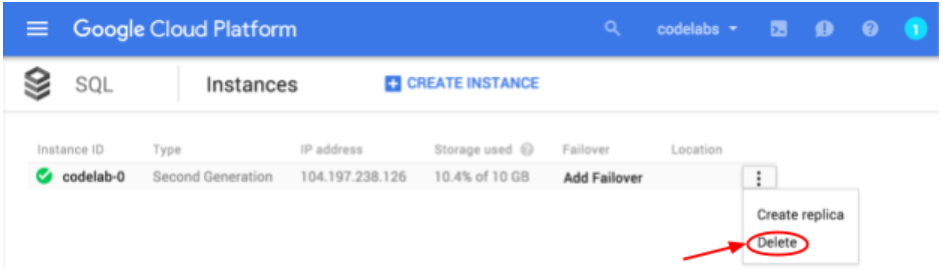 Google Cloud Platform codelabs 1
SQL Instances CREATE INSTANCE
Instance ID Type IP address Storage used Failover Location
codelab-0 Second Generation 104.197.238.126 10.4% of 10 GB Add Failover
Create replica
Delete